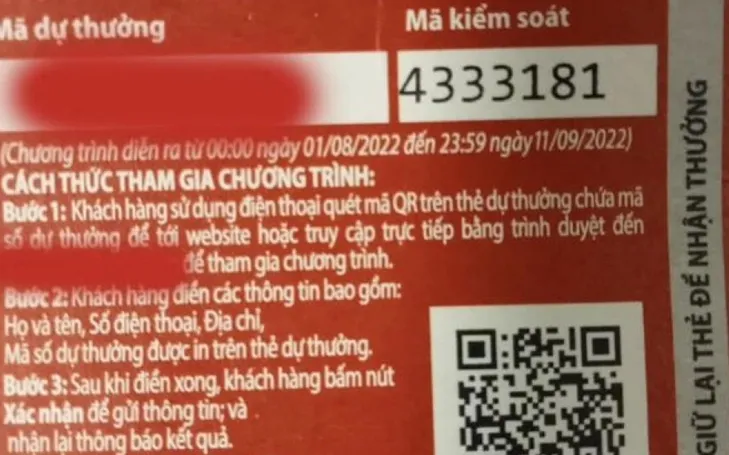 Mã dự thưởng
Mã kiểm soát
4333181
(Chương trình diễn ra từ 00:00 ngày 01/08/2022 đến 23:59 ngày 11/09/2022)
CÁCH THỨC THAM GIA CHƯƠNG TRÌNH:
Bước 1: Khách hàng sử dụng điện thoại quét mã QR trên thẻ dự thưởng chứa mã
số dự thưởng để tới website hoặc truy cập trực tiếp bằng trình duyệt đến
để tham gia chương trình.
Bước 2: Khách hàng điền các thông tin bao gồm:
Họ và tên, Số điện thoại, Địa chỉ,
Mã số dự thưởng được in trên thẻ dự thưởng.
Bước 3: Sau khi điền xong, khách hàng bấm nút
Xác nhận để gửi thông tin; và
nhận lại thông báo kết quả.
GIỮ LẠI THẺ ĐỂ NHẬN THƯỞNG